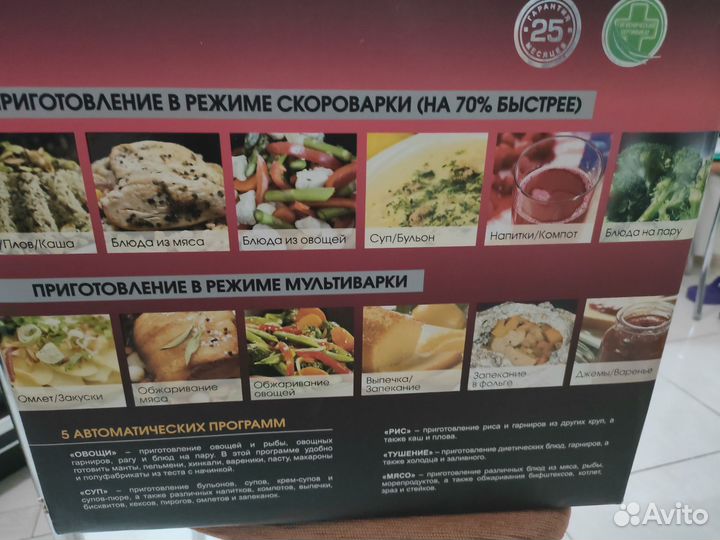 ГАРАНТИЯ
25
МЕСЯЦЕВ
ПРИГОТОВЛЕНИЕ В РЕЖИМЕ СКОРОВАРКИ (НА 70% БЫСТРЕЕ)
/Плов/Каша
Блюда из мяса
Блюда из овощей
Суп/Бульон
Напитки/Компот
Блюда на пару
ПРИГОТОВЛЕНИЕ В РЕЖИМЕ МУЛЬТИВАРКИ
Омлет/Закуски
Обжаривание
мяса
Обжаривание
овощей
Выпечка/
Запекание
Запекание
в фольге
Джемы/Варенье
5 АВТОМАТИЧЕСКИХ ПРОГРАММ
«ОВОЩИ» – приготовление овощей и рыбы, овощных
гарниров, рагу и блюд на пару. В этой программе удобно
готовить манты, пельмени, хинкали, вареники, пасту, макароны
и полуфабрикаты из теста с начинкой.
«СУП» – приготовление бульонов, супов, крем-супов и
супов-пюре, а также различных напитков, компотов, выпечки,
бисквитов, кексов, пирогов, омлетов и запеканок.
«РИС» – приготовление риса и гарниров из других круп, а
также каш и плова.
«ТУШЕНИЕ» – приготовление диетических блюд, гарниров, а
также холодца и заливного.
«МЯСО» – приготовление различных блюд из мяса, рыбы,
морепродуктов, а также обжаривании бифштексов, котлет,
зраз и стейков.
Avito